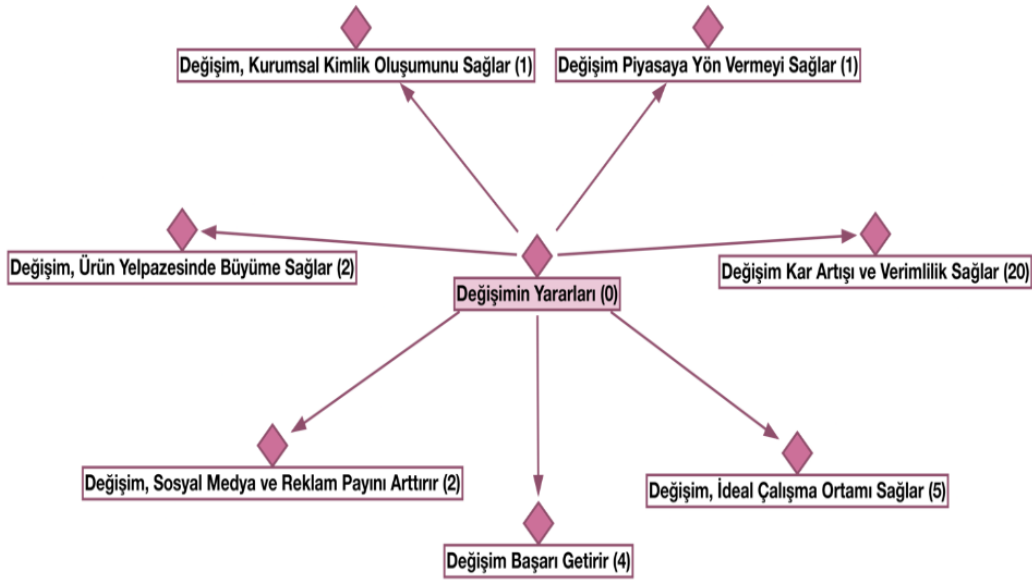 Değişim, Kurumsal Kimlik Oluşumunu Sağlar (1)
Değişim Piyasaya Yön Vermeyi Sağlar (1)
Değişim, Ürün Yelpazesinde Büyüme Sağlar (2)
Değişim Kar Artışı ve Verimlilik Sağlar (20)
Değişimin Yararları (0)
Değişim, Sosyal Medya ve Reklam Payını Arttırır (2)
Değişim, İdeal Çalışma Ortamı Sağlar (5)
Değişim Başarı Getirir (4)